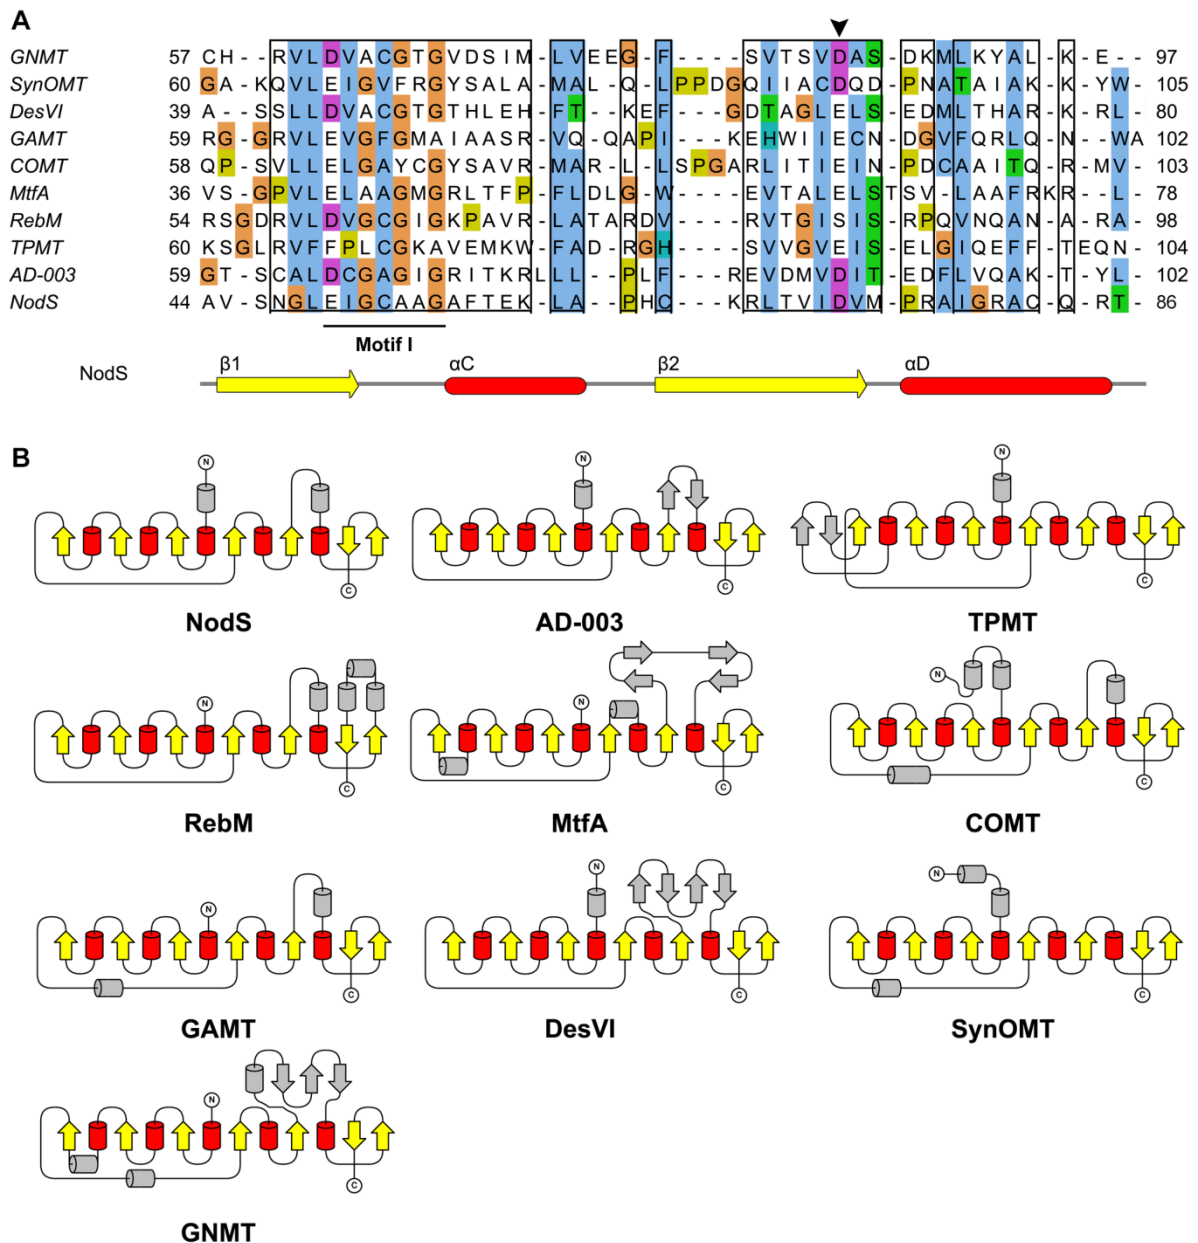 A
GNMT 57 CH--RVLDVACGTGVDSIM-LVEEG-F----SVTSVDAS-DKMLKYAL-K-E- 97
SynOMT 60 GA-KQVLEIGVFRGYSALA-MAL-Q-LPPDGQIIACDQD-PNATAIAK-K-YW 105
DesVI 39 A--SSLLDVACGTGTHLEH-FT--KEF---GDTAGLELS-EDMLTHAR-K-RL 80
GAMT 59 RG-GRVLEVGFGMAIAASR-VQ-QAPI---KEHWIIECN-DGVFQRLQ-N-WA 102
COMT 58 QP-SVLLELGAYCGYSAVR-MAR-L-LSPGARLITIEIN-PDCAAITQ-R-MV 103
MtfA 36 VS-GPVLELAAGMGRLTFP-FLDLG-W----EVTALELSTSV-LAAFRKR-L 78
RebM 54 RSGDRVLDVGCGIGKPAVR-LATARDV----RVTGISIS-RPQVNQAN-A-RA 98
TPMT 60 KSGLRVFFPLCGKAVEMKW-FAD-RGH----SVVGVEIS-ELGIQEFF-TEQN- 104
AD-003 59 GT-SCALDCGAGIGRITKRLLL--PLF---REVDMVDIT-EDFLVQAK-T-YL- 102
NodS 44 AV-SNGLEIGCAAGAFTEK-LA--PHC---KRLTVIDVM-PRAIGRAC-Q-RT- 86
Motif I
NodS β1 αC β2 αD
B
N N N
C C C
NodS AD-003 TPMT
N N N
C C C
RebM MtfA COMT
N N N
C C C
GAMT DesVI SynOMT
N
C
GNMT